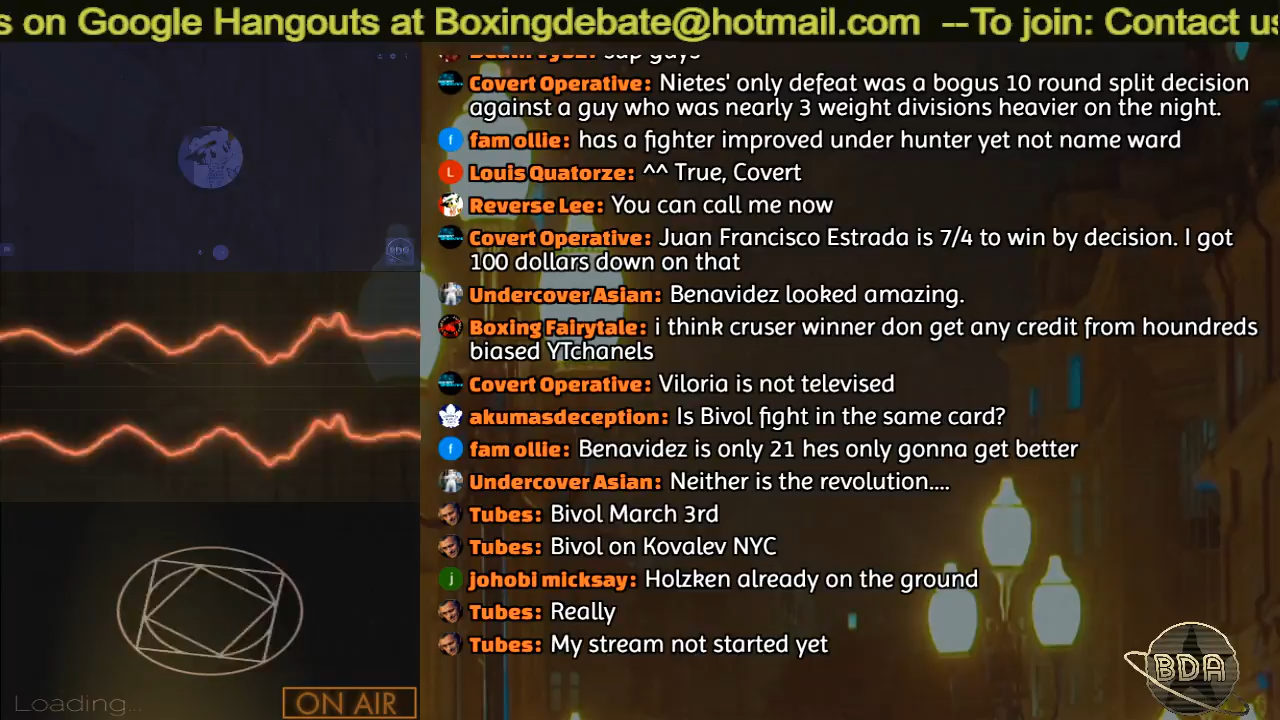 s on Google Hangouts at Boxingdebate@hotmail.com --To join: Contact us
sup guys
Covert Operative: Nietes' only defeat was a bogus 10 round split decision
against a guy who was nearly 3 weight divisions heavier on the night.
fam ollie: has a fighter improved under hunter yet not name ward
L Louis Quatorze: ^^ True, Covert
Reverse Lee: You can call me now
Covert Operative: Juan Francisco Estrada is 7/4 to win by decision. I got
100 dollars down on that
Undercover Asian: Benavidez looked amazing.
Boxing Fairytale: i think cruser winner don get any credit from houndreds
biased YTchanels
Covert Operative: Viloria is not televised
akumasdeception: Is Bivol fight in the same card?
f fam ollie: Benavidez is only 21 hes only gonna get better
Undercover Asian: Neither is the revolution....
Tubes: Bivol March 3rd
Tubes: Bivol on Kovalev NYC
j johobi micksay: Holzken already on the ground
Tubes: Really
Tubes: My stream not started yet
BDA
Loading...
ON AIR
BDA